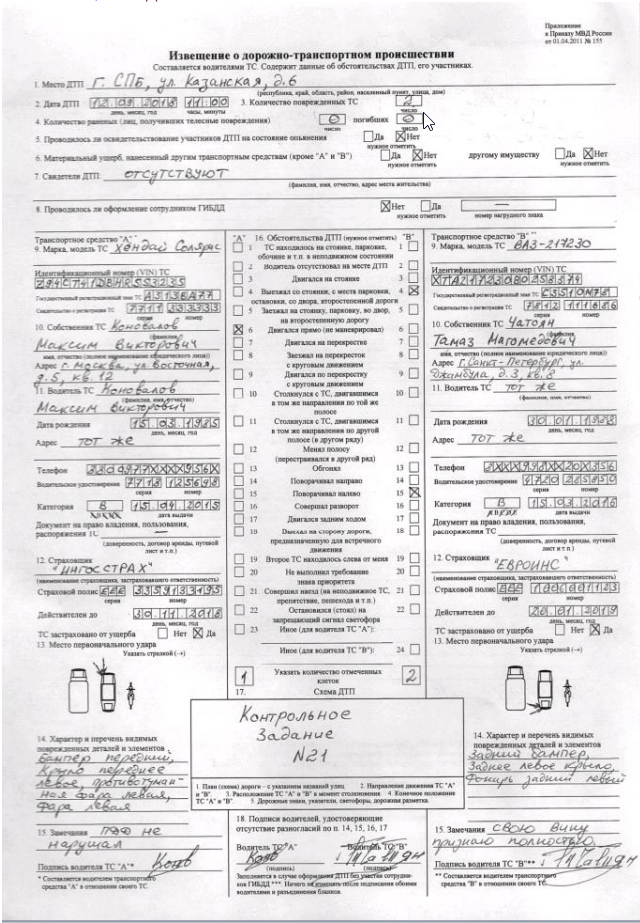 Приложение
к Приказу МВД России
от 01.04.2011 № 155
Извещение о дорожно-транспортном происшествии
Составляется водителями ТС. Содержит данные об обстоятельствах ДТП, его участниках.
1. Место ДТП г. СПБ, ул. Казанская, д.6
(республика, край, область, район, населенный пункт, улица, дом)
2. Дата ДТП 12.09.2018 11:00 3. Количество поврежденных ТС 2
день, месяц, год часы, минуты число
4. Количество раненых (лиц, получивших телесные повреждения) 0 погибших 0
число число
5. Проводилось ли освидетельствование участников ДТП на состояние опьянения Да Нет
нужное отметить
6. Материальный ущерб, нанесенный другим транспортным средствам (кроме "А" и "В") Да Нет другому имуществу Да Нет
нужное отметить нужное отметить
7. Свидетели ДТП: отсутствуют
(фамилия, имя, отчество, адрес места жительства)
8. Проводилось ли оформление сотрудником ГИБДД Нет Да
нужное отметить номер нагрудного знака
Транспортное средство "А"
9. Марка, модель ТС Хендай Солярис
Идентификационный номер (VIN) ТС
Государственный регистрационный знак ТС
Свидетельство о регистрации ТС 7711 333333
10. Собственник ТС Коновалов
(фамилия)
Максим Викторович
имя, отчество (полное наименование юридического лица)
Адрес г. Москва, ул. Восточная,
д.5, кв. 12
11. Водитель ТС Коновалов
(фамилия, имя, отчество)
Максим Викторович
Дата рождения 15.03.1985
день, месяц, год
Адрес тот же
Телефон
Водительское удостоверение 7718 125698
серия номер
Категория В 15.04.2015
дата выдачи
Документ на право владения, пользования,
распоряжения ТС
(доверенность, договор аренды, путевой
лист и т.п.)
12. Страховщик
"ИНГОССТРАХ"
(наименование страховщика, застраховавшего ответственность)
Страховой полис ЕЕЕ
серия номер
Действителен до 30.11.2018
день, месяц, год
ТС застраховано от ущерба Нет Да
13. Место первоначального удара
Указать стрелкой (→)
14. Характер и перечень видимых
поврежденных деталей и элементов
Бампер передний,
Крыло переднее
левое, противотуман-
ная фара левая,
Фара левая
15. Замечания ПДД не
нарушал
Подпись водителя ТС "А"*
* Составляется водителем транспортного
средства "А" в отношении своего ТС.
"А" 16. Обстоятельства ДТП (нужное отметить) "В"
1 ТС находилось на стоянке, парковке,
обочине и т.п. в неподвижном состоянии 1
2 Водитель отсутствовал на месте ДТП 2
3 Двигался на стоянке 3
4 Выезжал со стоянки, с места парковки,
остановки, со двора, второстепенной дороги 4
5 Заезжал на стоянку, парковку, во двор,
на второстепенную дорогу 5
6 Двигался прямо (не маневрировал) 6
7 Двигался на перекрестке 7
8 Заезжал на перекресток
с круговым движением 8
9 Двигался по перекрестку
с круговым движением 9
10 Столкнулся с ТС, двигавшимся
в том же направлении по той же
полосе 10
11 Столкнулся с ТС, двигавшимся
в том же направлении по другой
полосе (в другом ряду) 11
12 Менял полосу
(перестраивался в другой ряд) 12
13 Обгонял 13
14 Поворачивал направо 14
15 Поворачивал налево 15
16 Совершал разворот 16
17 Двигался задним ходом 17
18 Выехал на сторону дороги,
предназначенную для встречного
движения 18
19 Второе ТС находилось слева от меня 19
20 Не выполнил требование
знака приоритета 20
21 Совершил наезд (на неподвижное ТС,
препятствие, пешехода и т.п.) 21
22 Остановился (стоял) на
запрещающий сигнал светофора 22
23 Иное (для водителя ТС "А"):
Иное (для водителя ТС "В"): 24
1 Указать количество отмеченных
клеток 2
17. Схема ДТП
Контрольное
Задание
№21
1. План (схема) дороги – с указанием названий улиц 2. Направления движения ТС "А"
и "В". 3. Расположение ТС "А" и "В" в момент столкновения. 4. Конечное положение
ТС "А" и "В". 5. Дорожные знаки, указатели, светофоры, дорожная разметка.
18. Подписи водителей, удостоверяющие
отсутствие разногласий по п. 14, 15, 16, 17
Водитель ТС "А" Водитель ТС "В"
(подпись) (подпись)
Заполняется в случае оформления ДТП без участия сотрудни-
ков ГИБДД *** Ничего не изменять после подписания обоими
водителями и разъединения бланков.
Транспортное средство "В"
9. Марка, модель ТС ВАЗ-217230
Идентификационный номер (VIN) ТС
Государственный регистрационный знак ТС
Свидетельство о регистрации ТС 7812 111686
10. Собственник ТС Чатоян
(фамилия)
Тамаз Магомедович
имя, отчество (полное наименование юридического лица)
Адрес г. Санкт-Петербург, ул.
Джамбула, д.3, кв.8
11. Водитель ТС тот же
(фамилия, имя, отчество)
Дата рождения 30.01.1983
день, месяц, год
Адрес тот же
Телефон
Водительское удостоверение 4720 285850
серия номер
Категория В 15.03.2016
дата выдачи
Документ на право владения, пользования,
распоряжения ТС
(доверенность, договор аренды, путевой
лист и т.п.)
12. Страховщик
"ЕВРОИНС"
(наименование страховщика, застраховавшего ответственность)
Страховой полис ЕЕЕ
серия номер
Действителен до 20.01.2019
день, месяц, год
ТС застраховано от ущерба Нет Да
13. Место первоначального удара
Указать стрелкой (→)
14. Характер и перечень видимых
поврежденных деталей и элементов
Задний бампер,
Заднее левое крыло,
Фонарь задний левый
15. Замечания свою вину
признаю полностью.
Подпись водителя ТС "В"**
** Составляется водителем транспортного
средства "В" в отношении своего ТС.